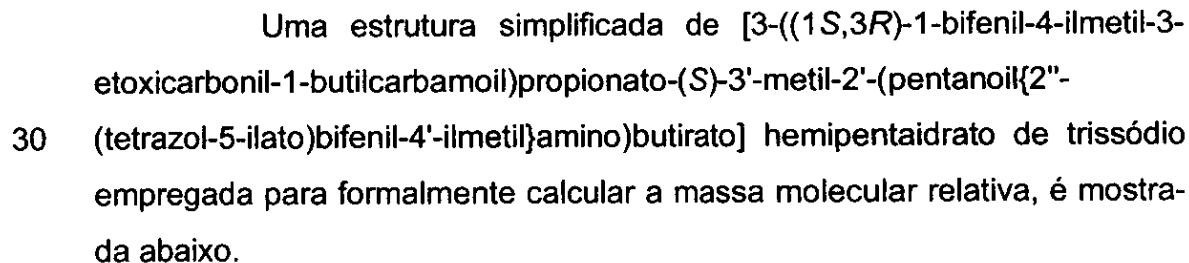 Uma estrutura simplificada de [3-((1S,3R)-1-bifenil-4-ilmetil-3-
etoxicarbonil-1-butilcarbamoil)propionato-(S)-3'-metil-2'-(pentanoil{2"-
30 (tetrazol-5-ilato)bifenil-4'-ilmetil}amino)butirato] hemipentaidrato de trissódio
empregada para formalmente calcular a massa molecular relativa, é mostra-
da abaixo.